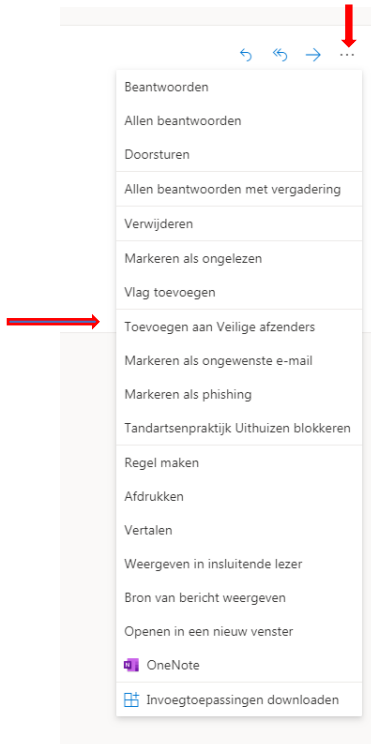 Beantwoorden
Allen beantwoorden
Doorsturen
Allen beantwoorden met vergadering
Verwijderen
Markeren als ongelezen
Vlag toevoegen
Toevoegen aan Veilige afzenders
Markeren als ongewenste e-mail
Markeren als phishing
Tandartsenpraktijk Uithuizen blokkeren
Regel maken
Afdrukken
Vertalen
Weergeven in insluitende lezer
Bron van bericht weergeven
Openen in een nieuw venster
OneNote
Invoegtoepassingen downloaden